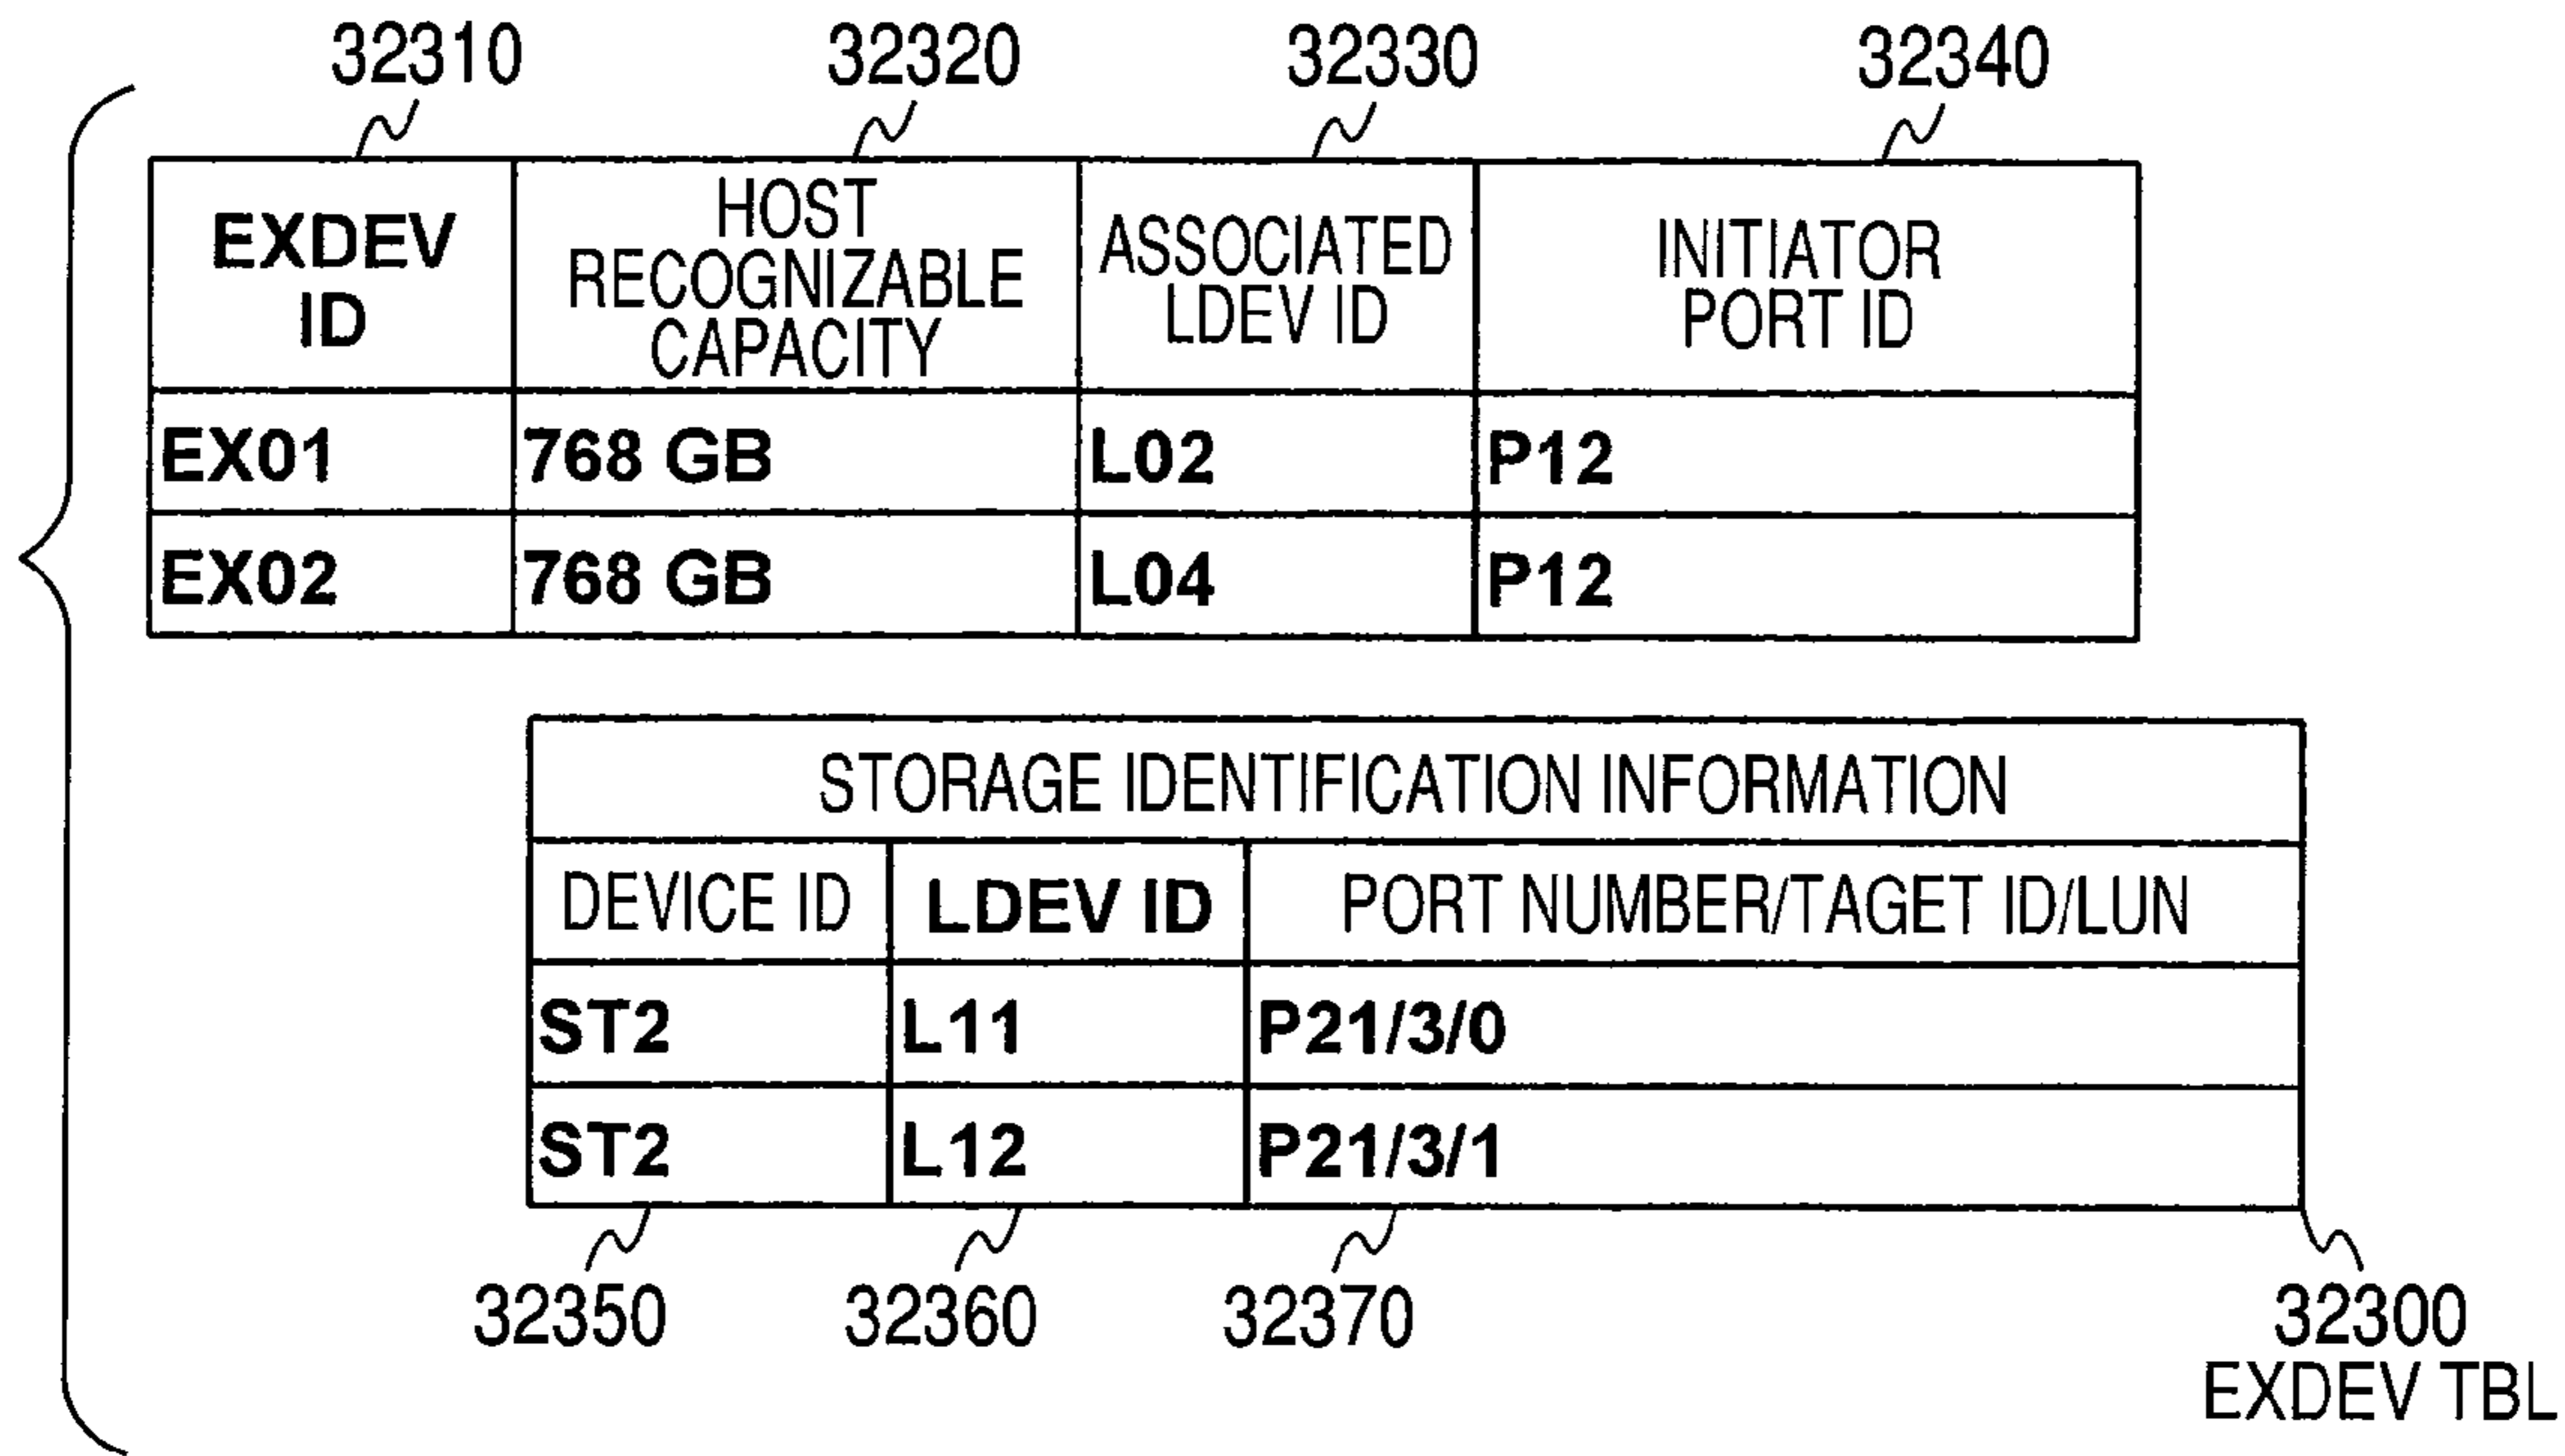 32310 32320 32330 32340
EXDEV ID HOST RECOGNIZABLE CAPACITY ASSOCIATED LDEV ID INITIATOR PORT ID
EX01 768 GB L02 P12
EX02 768 GB L04 P12
STORAGE IDENTIFICATION INFORMATION
DEVICE ID LDEV ID PORT NUMBER/TAGET ID/LUN
ST2 L11 P21/3/0
ST2 L12 P21/3/1
32350 32360 32370 32300
EXDEV TBL